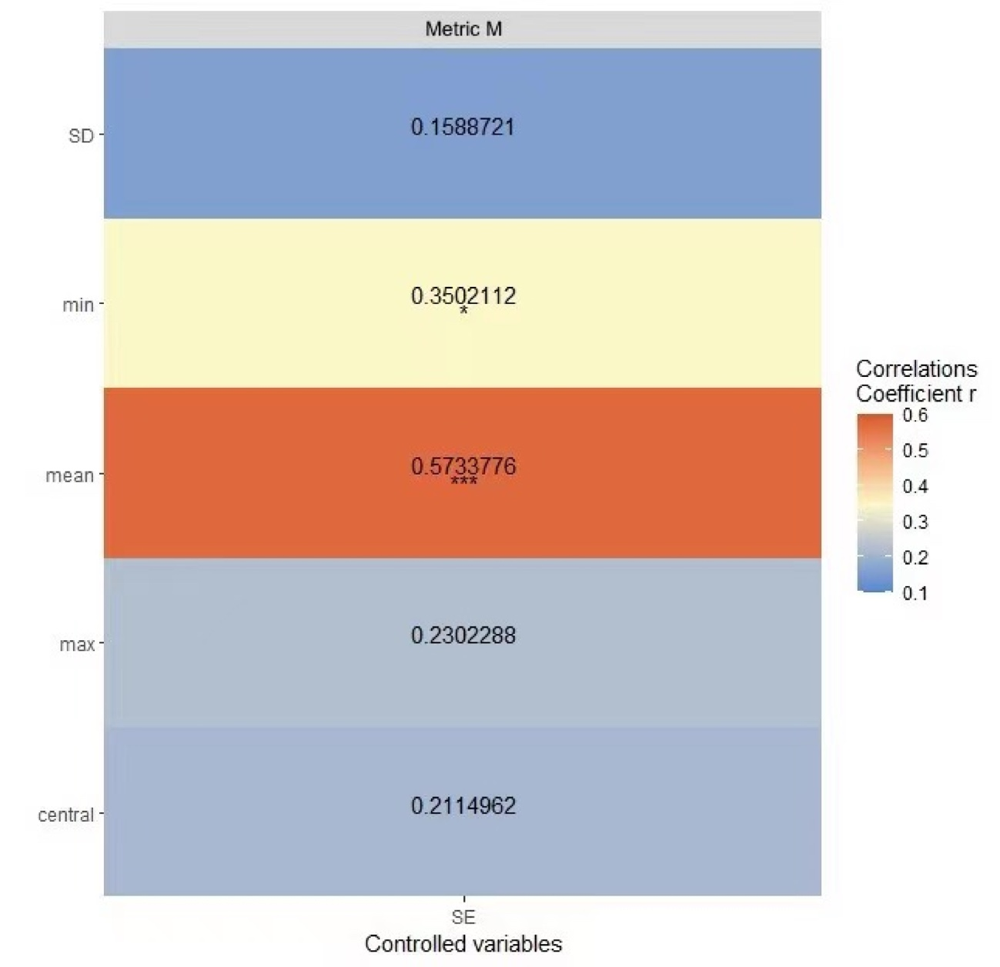 Metric M
SD
0.1588721
min
0.3502112
*
mean
0.5733776
***
max
0.2302288
central
0.2114962
SE
Controlled variables
Correlations
Coefficient r
0.6
0.5
0.4
0.3
0.2
0.1